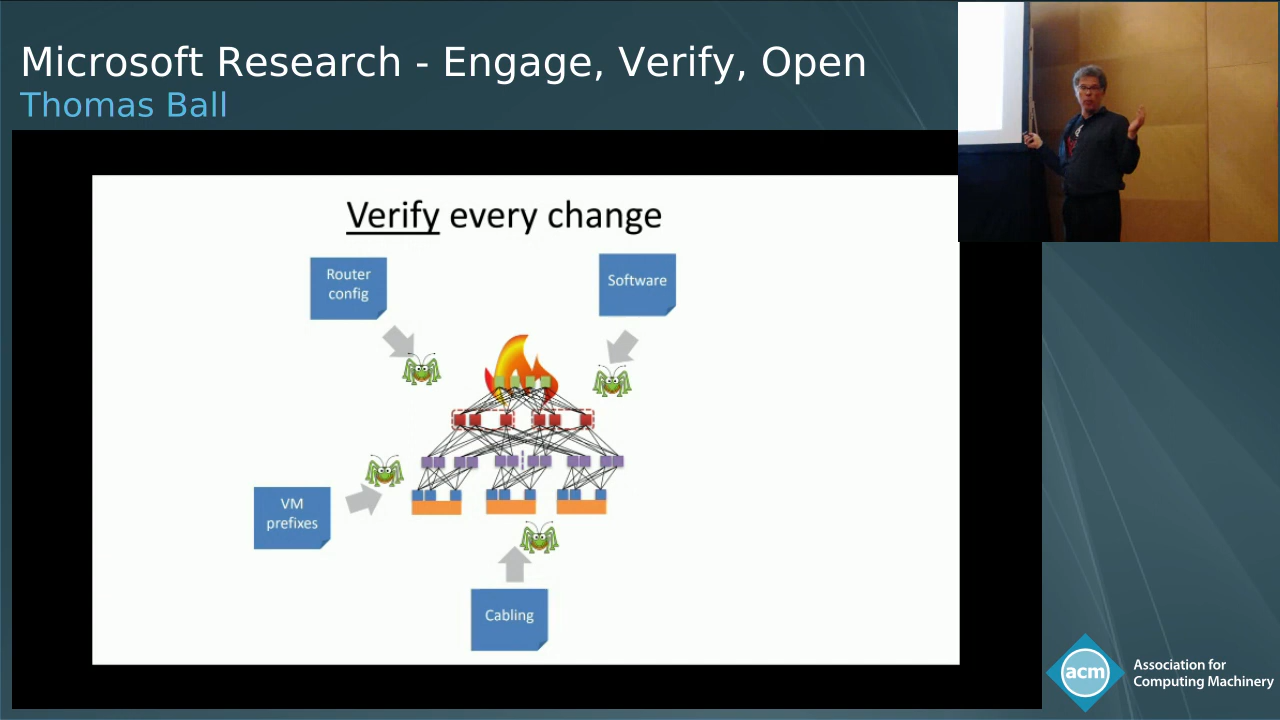 Microsoft Research - Engage, Verify, Open
Thomas Ball
Verify every change
Router
config
Software
VM
prefixes
Cabling
acm
Association for
Computing Machinery